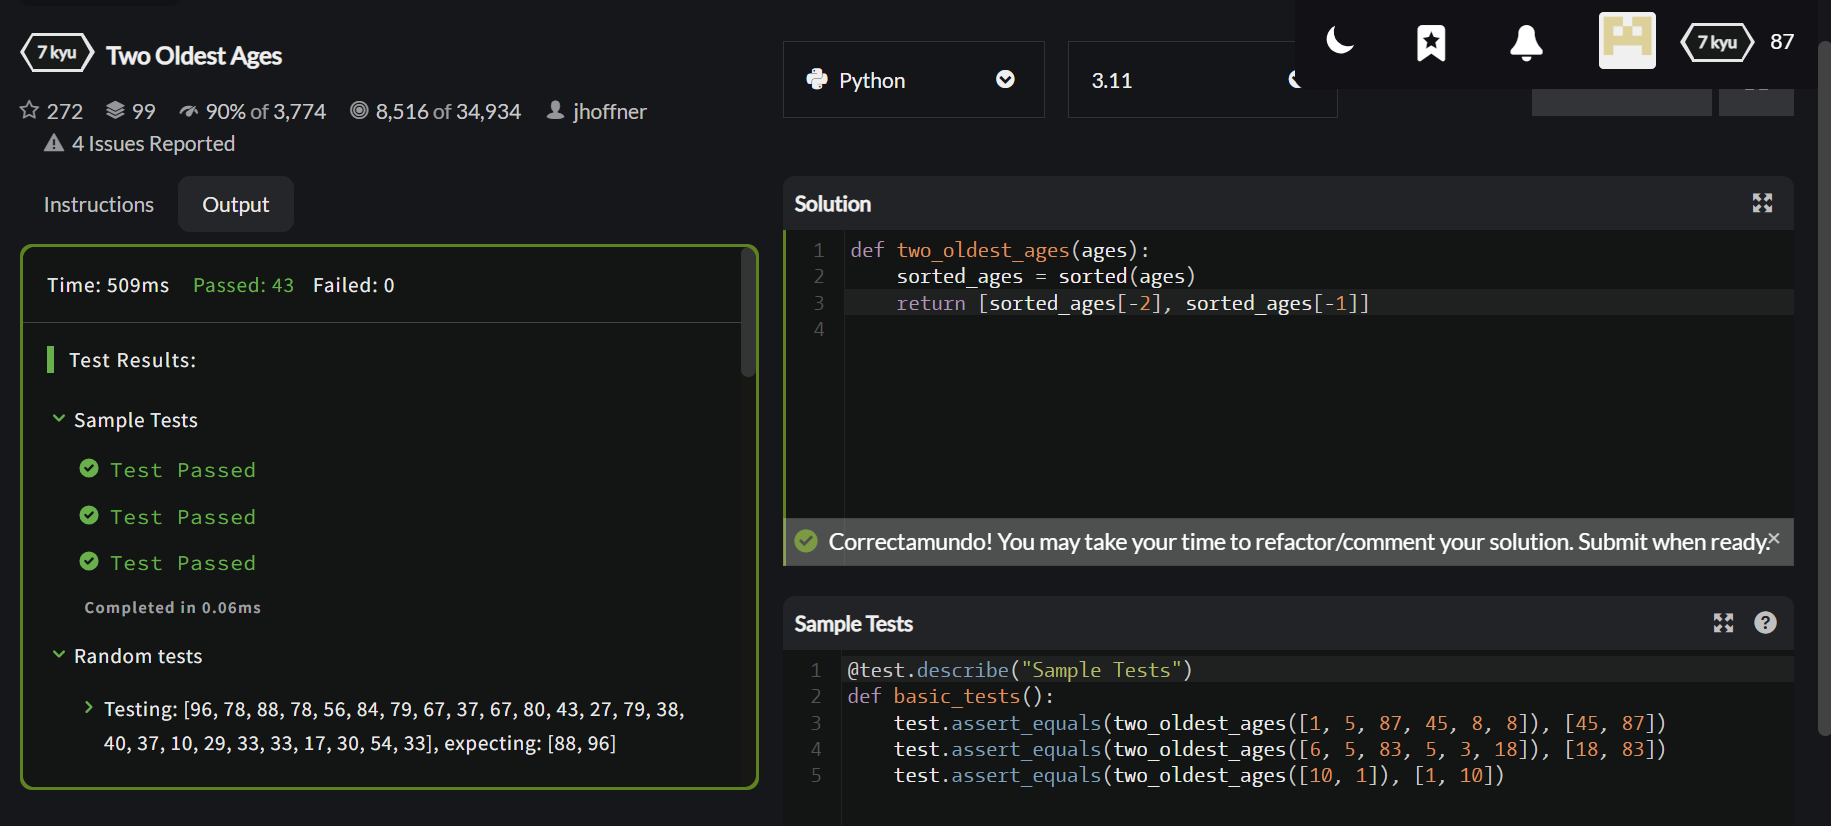 7 kyu Two Oldest Ages
272 99 90% of 3,774 8,516 of 34,934 jhoffner
4 Issues Reported
Python
3.11
7 kyu 87
Instructions Output
Time: 509ms Passed: 43 Failed: 0
Test Results:
Sample Tests
Test Passed
Test Passed
Test Passed
Completed in 0.06ms
Random tests
Testing: [96, 78, 88, 78, 56, 84, 79, 67, 37, 67, 80, 43, 27, 79, 38,
40, 37, 10, 29, 33, 33, 17, 30, 54, 33], expecting: [88, 96]
Solution
1 def two_oldest_ages(ages):
2     sorted_ages = sorted(ages)
3     return [sorted_ages[-2], sorted_ages[-1]]
4
Correctamundo! You may take your time to refactor/comment your solution. Submit when ready.
Sample Tests
1 @test.describe("Sample Tests")
2 def basic_tests():
3     test.assert_equals(two_oldest_ages([1, 5, 87, 45, 8, 8]), [45, 87])
4     test.assert_equals(two_oldest_ages([6, 5, 83, 5, 3, 18]), [18, 83])
5     test.assert_equals(two_oldest_ages([10, 1]), [1, 10])